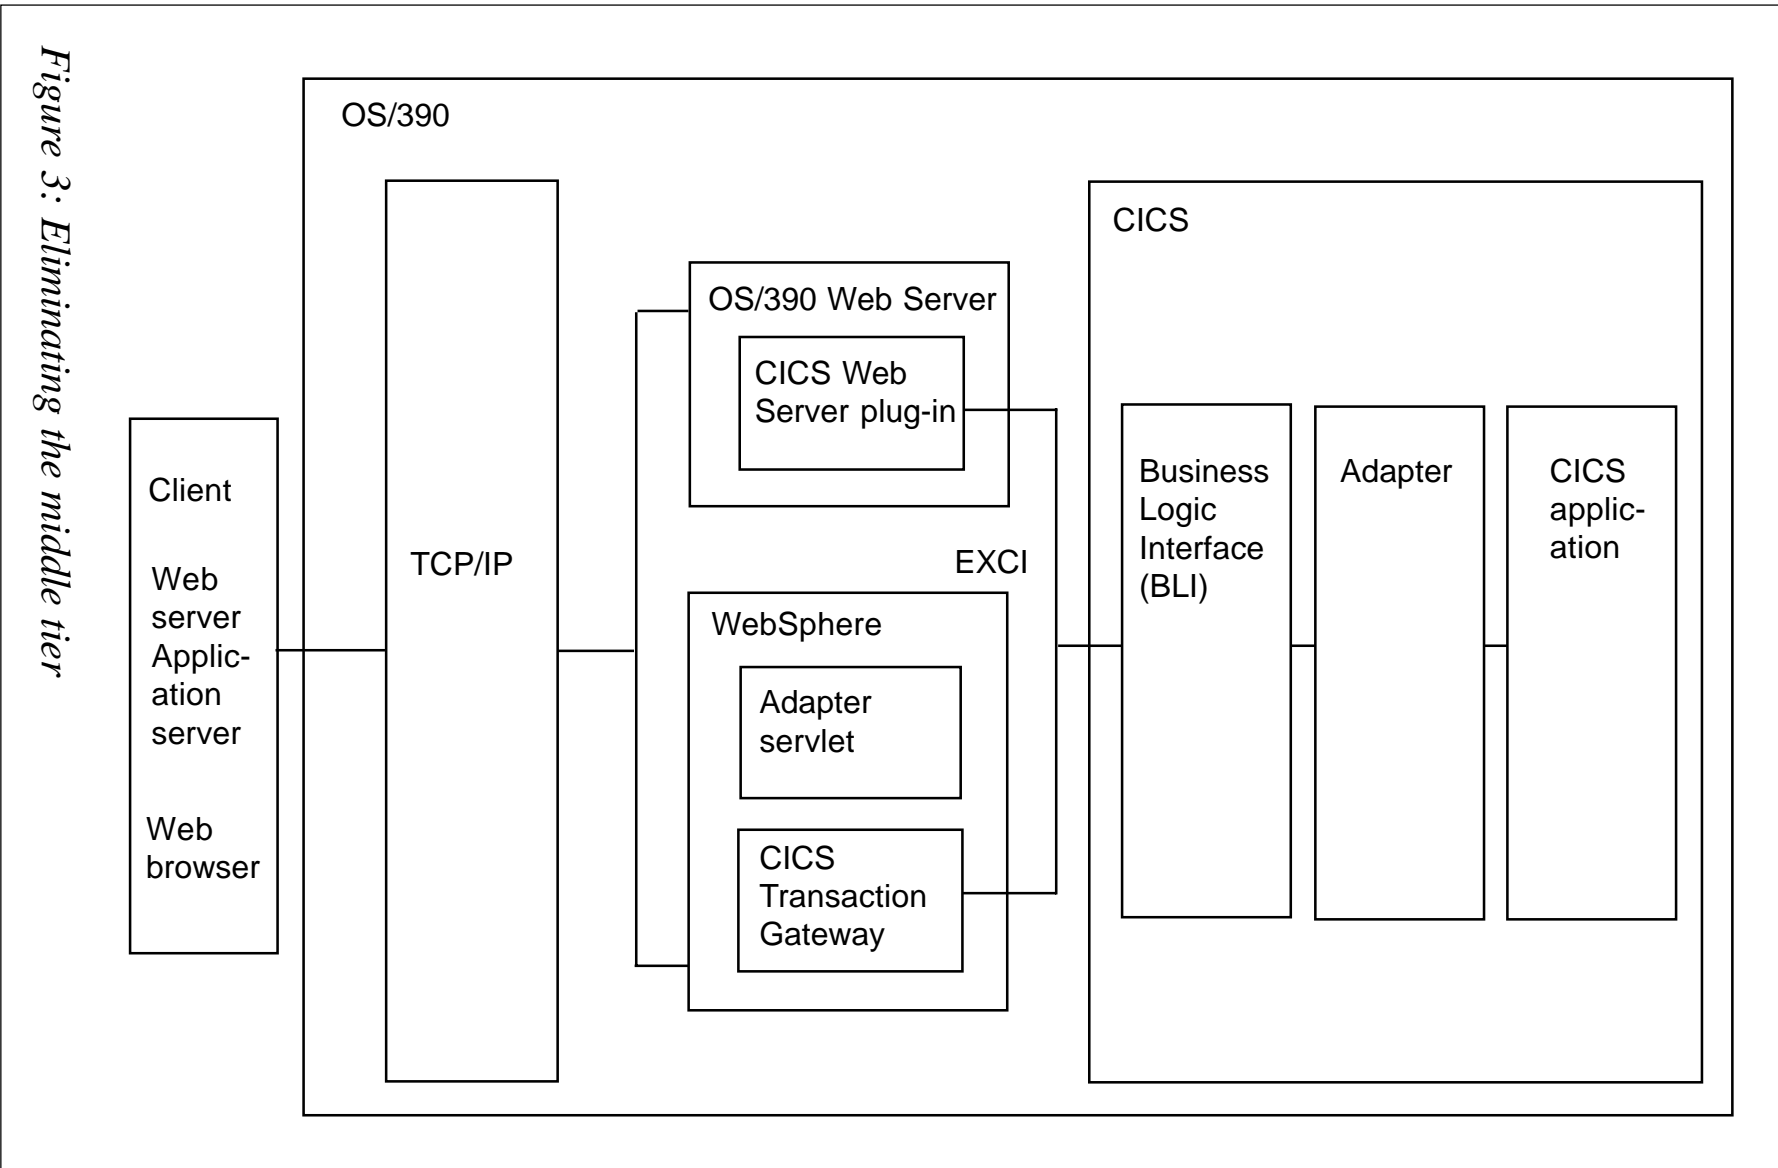 Figure 3: Eliminating the middle tier
OS/390
Client
Web
server
Applic-
ation
server
Web
browser
TCP/IP
OS/390 Web Server
CICS Web
Server plug-in
EXCI
WebSphere
Adapter
servlet
CICS
Transaction
Gateway
CICS
Business
Logic
Interface
(BLI)
Adapter
CICS
applic-
ation